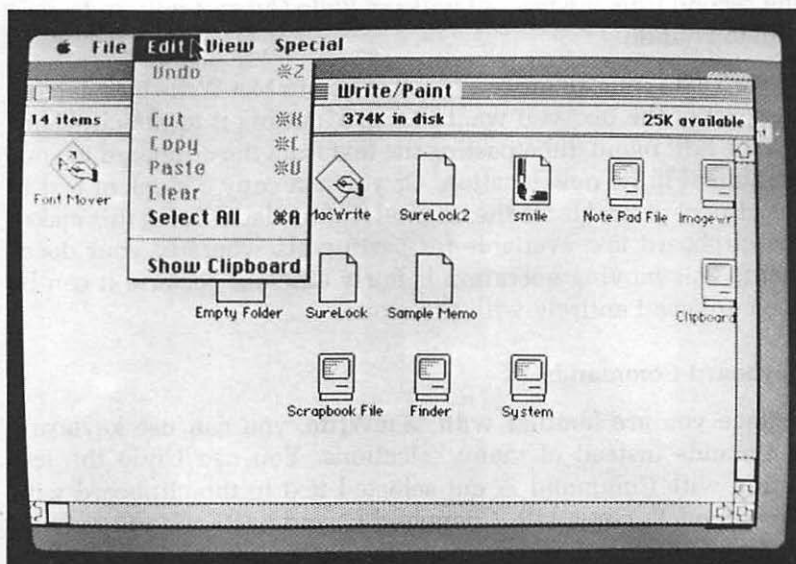 File Edit View Special
Undo ⌘Z
Cut ⌘X
Copy ⌘C
Paste ⌘V
Clear
Select All ⌘A
Show Clipboard
Write/Paint
14 items 374K in disk 25K available
Font Mover MacWrite SureLock2 smile Note Pad File Imagewr
Empty Folder SureLock Sample Memo Clipboard
Scrapbook File Finder System